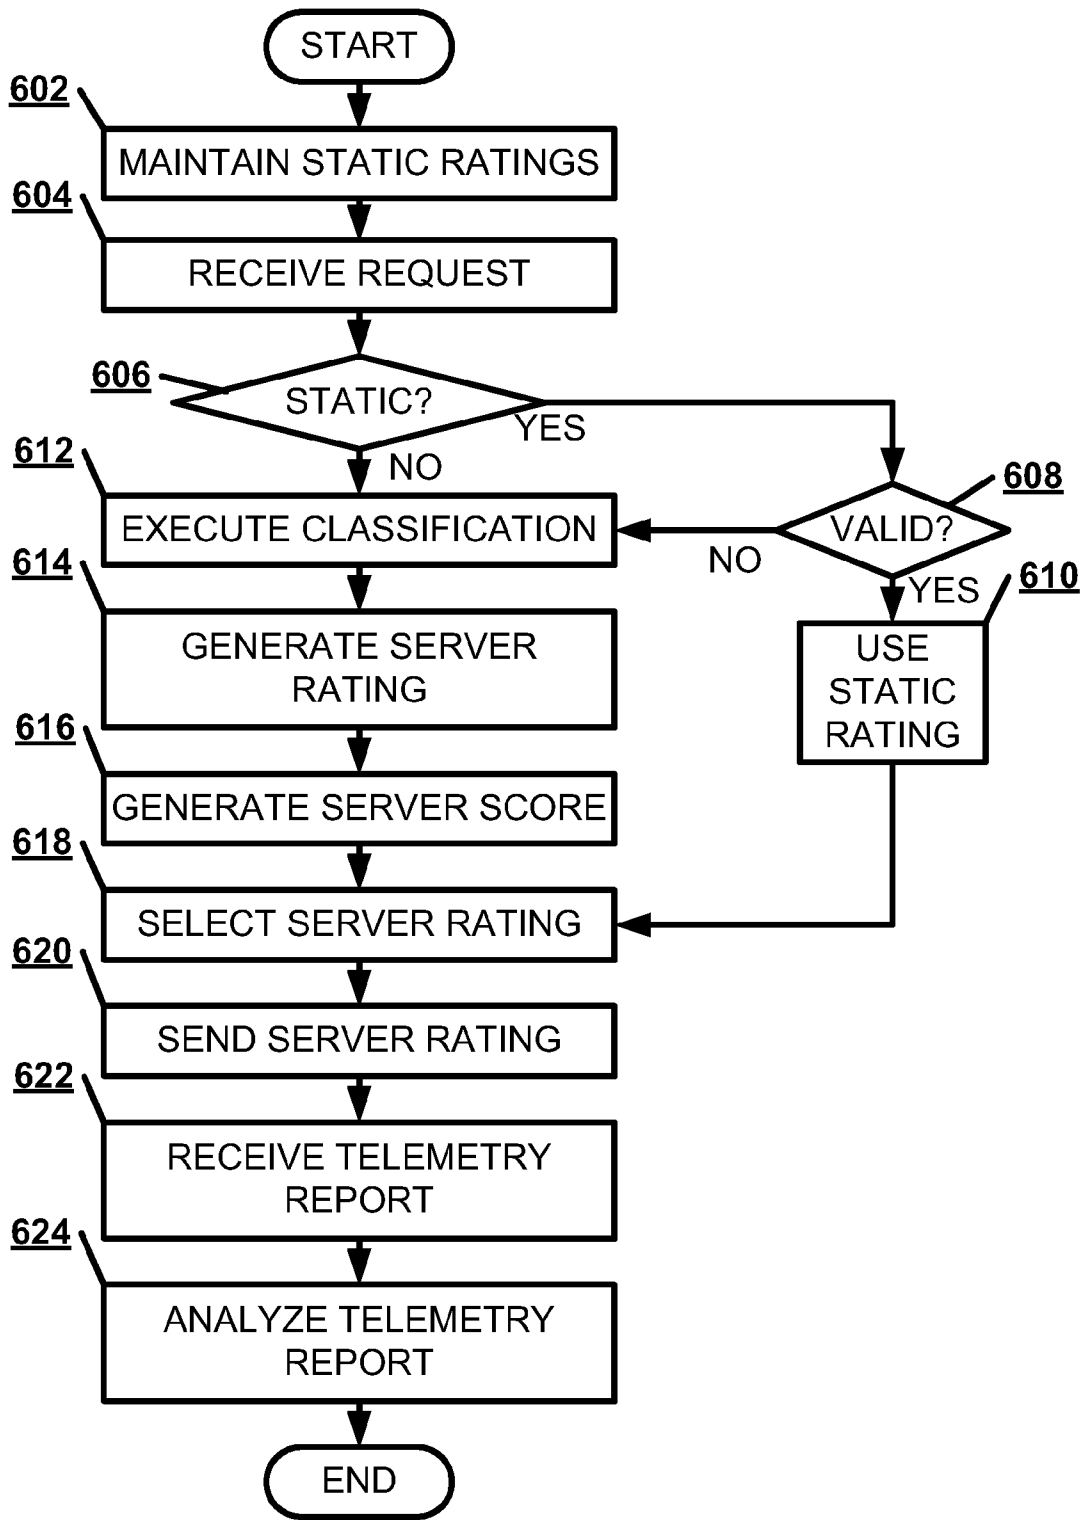 START
602
MAINTAIN STATIC RATINGS
604
RECEIVE REQUEST
606
STATIC?
YES
NO
608
VALID?
NO
YES
610
USE
STATIC
RATING
612
EXECUTE CLASSIFICATION
614
GENERATE SERVER
RATING
616
GENERATE SERVER SCORE
618
SELECT SERVER RATING
620
SEND SERVER RATING
622
RECEIVE TELEMETRY
REPORT
624
ANALYZE TELEMETRY
REPORT
END